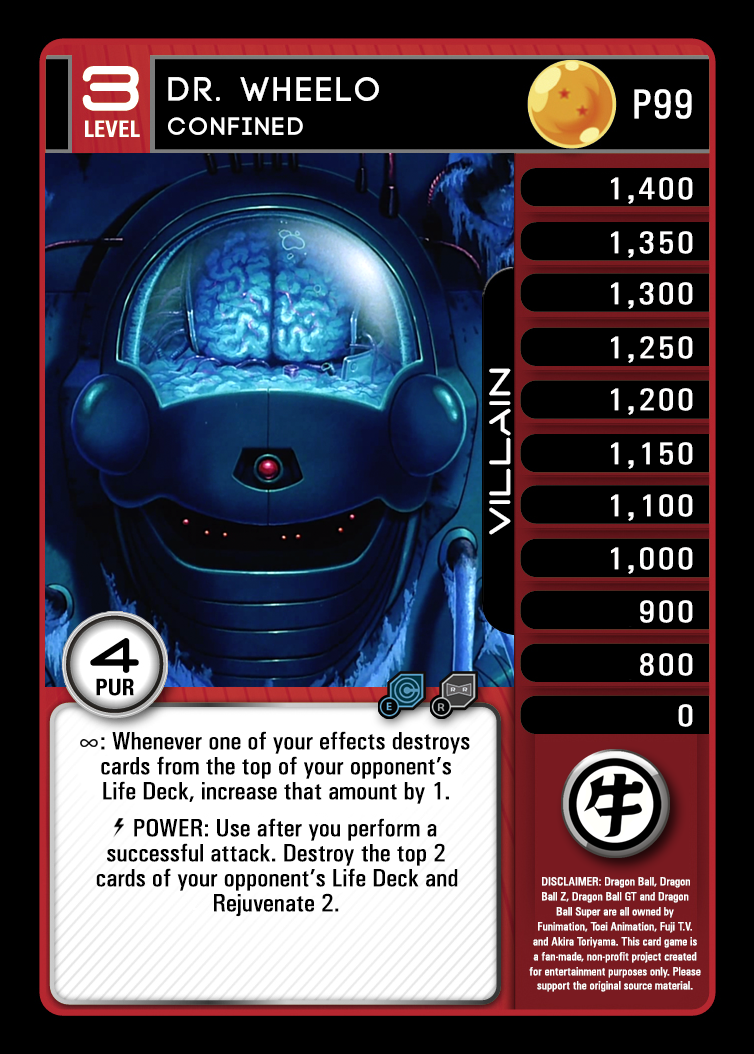 3
LEVEL
DR. WHEELO
CONFINED
P99
1,400
1,350
1,300
1,250
1,200
1,150
1,100
1,000
900
800
0
VILLAIN
4
PUR
E
R
R R
∞: Whenever one of your effects destroys
cards from the top of your opponent's
Life Deck, increase that amount by 1.
POWER: Use after you perform a
successful attack. Destroy the top 2
cards of your opponent's Life Deck and
Rejuvenate 2.
牛
DISCLAIMER: Dragon Ball, Dragon
Ball Z, Dragon Ball GT and Dragon
Ball Super are all owned by
Funimation, Toei Animation, Fuji T.V.
and Akira Toriyama. This card game is
a fan-made, non-profit project created
for entertainment purposes only. Please
support the original source material.